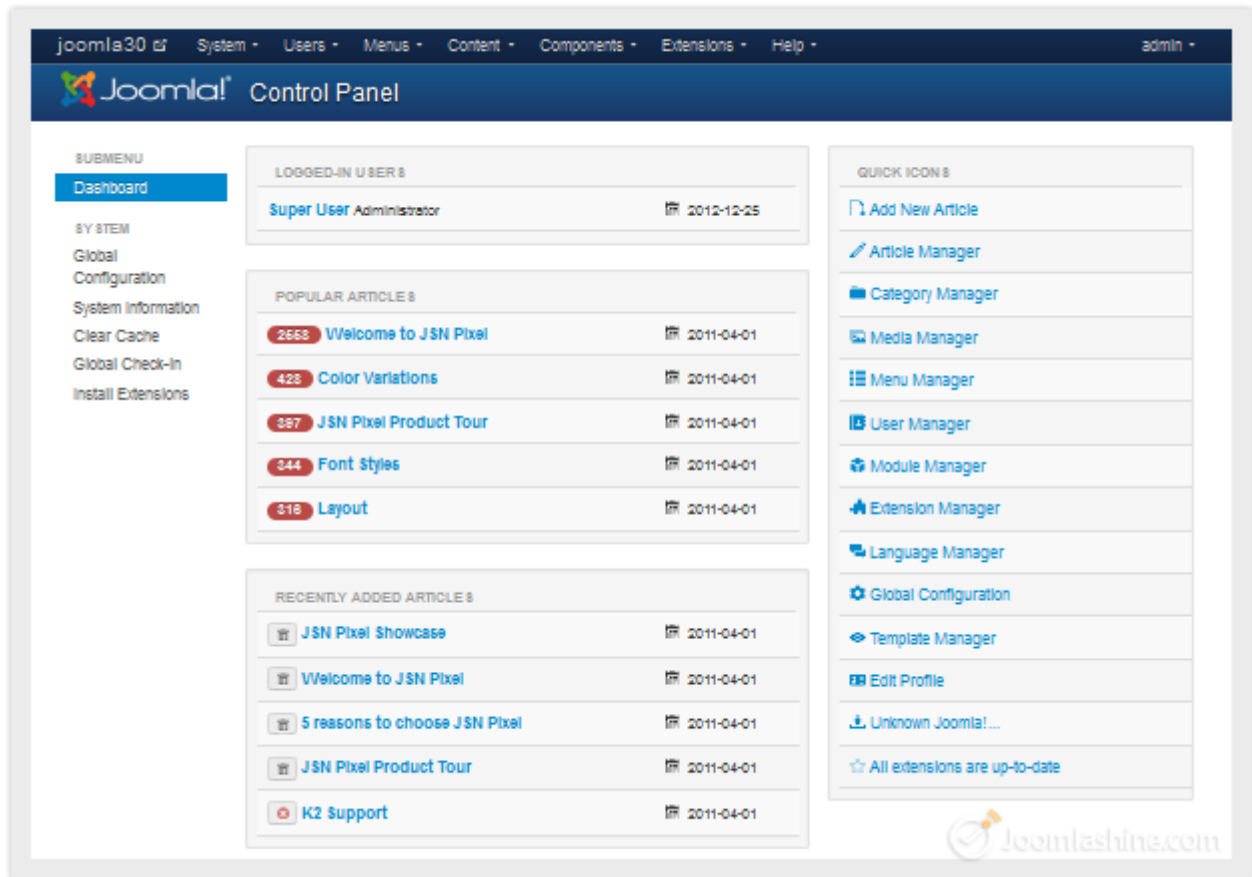 joomla30 System Users Menus Content Components Extensions Help admin
Joomla!® Control Panel
SUBMENU
Dashboard
SYSTEM
Global
Configuration
System Information
Clear Cache
Global Check-in
Install Extensions
LOGGED-IN USERS
Super User Administrator 2012-12-25
POPULAR ARTICLES
Welcome to JSN Pixel 2011-04-01
428 Color Variations 2011-04-01
JSN Pixel Product Tour 2011-04-01
344 Font Styles 2011-04-01
Layout 2011-04-01
RECENTLY ADDED ARTICLES
JSN Pixel Showcase 2011-04-01
Welcome to JSN Pixel 2011-04-01
5 reasons to choose JSN Pixel 2011-04-01
JSN Pixel Product Tour 2011-04-01
K2 Support 2011-04-01
QUICK ICONS
Add New Article
Article Manager
Category Manager
Media Manager
Menu Manager
User Manager
Module Manager
Extension Manager
Language Manager
Global Configuration
Template Manager
Edit Profile
Unknown Joomla! ...
All extensions are up-to-date
Joomlashine.com